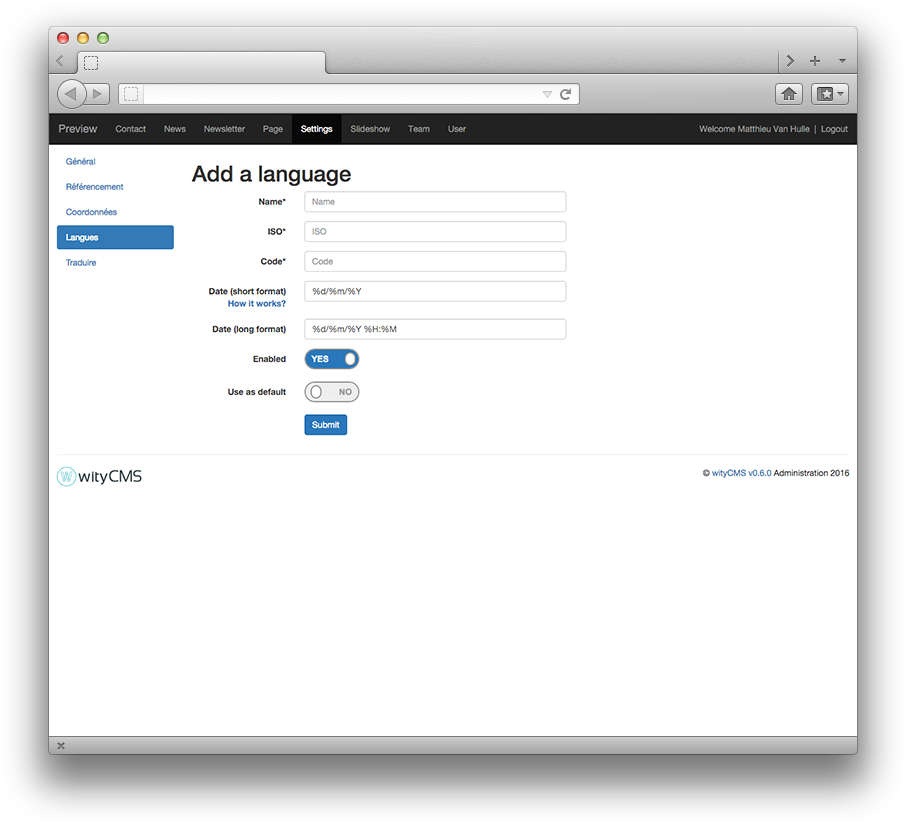 Preview Contact News Newsletter Page Settings Slideshow Team User Welcome Matthieu Van Hulle | Logout
Général
Référencement
Coordonnées
Langues
Traduire
Add a language
Name* Name
ISO* ISO
Code* Code
Date (short format) %d/%m/%Y
How it works?
Date (long format) %d/%m/%Y %H:%M
Enabled YES
Use as default NO
Submit
W wityCMS © wityCMS v0.6.0 Administration 2016